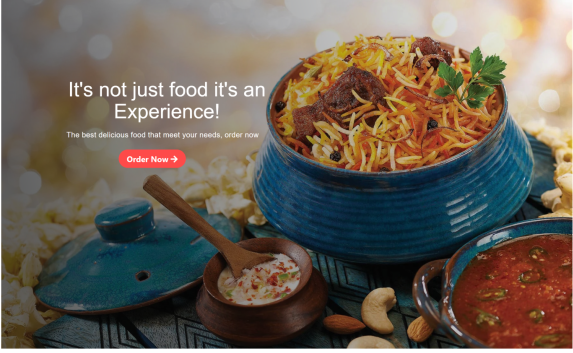 It's not just food it's an
Experience!
The best delicious food that meet your needs, order now
Order Now